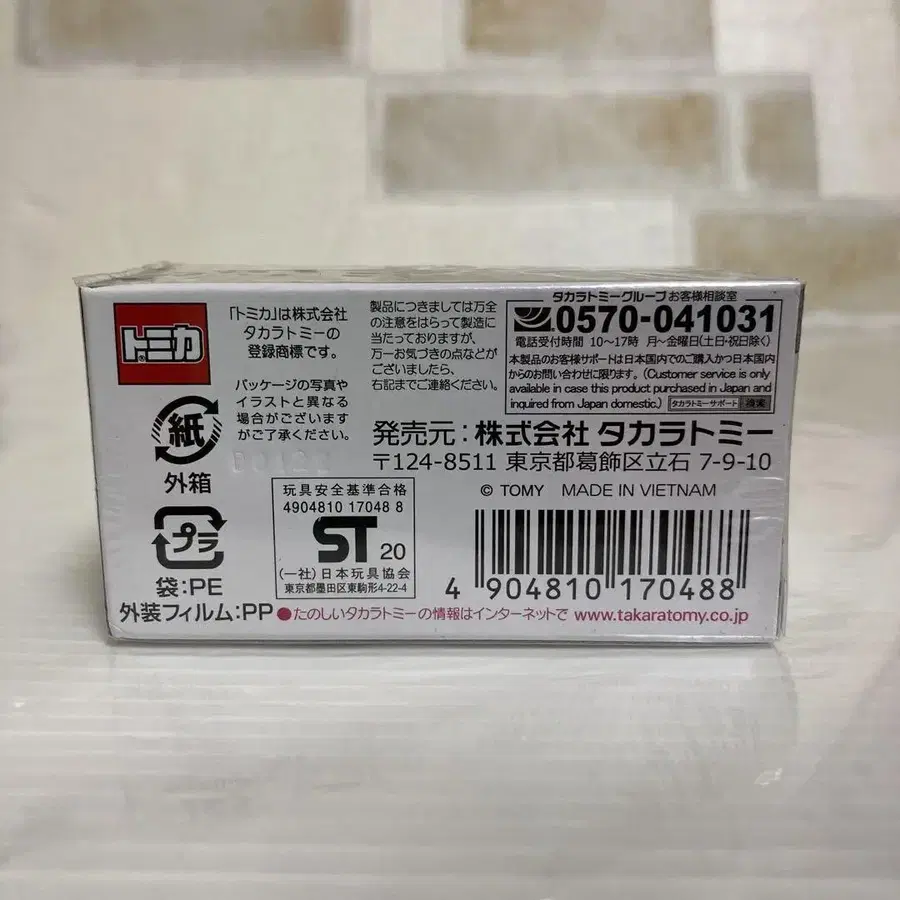 トミカ
®
「トミカ」は株式会社
タカラトミーの
登録商標です。
パッケージの写真や
イラストと異なる
場合がございます
がご了承ください。
製品につきましては万全
の注意をはらって製造に
当たっておりますが、
万一お気づきの点などが
ございましたら、
右記までご連絡ください。
タカラトミーグループお客様相談室
0570-041031
電話受付時間 10〜17時 月〜金曜日(土・日・祝日除く)
本製品のお客様サポートは日本国内でのご購入かつ日本国内
からのお問い合わせに限ります。(Customer service is only
available in case this product purchased in Japan and
inquired from Japan domestic.) タカラトミーサポート 検索
発売元:株式会社 タカラトミー
〒124-8511 東京都葛飾区立石 7-9-10
© TOMY MADE IN VIETNAM
紙
外箱
プラ
袋:PE
外装フィルム:PP
玩具安全基準合格
4904810 17048 8
ST 20
(一社)日本玩具協会
東京都墨田区東駒形4-22-4
4 904810 170488
●たのしいタカラトミーの情報はインターネットで www.takaratomy.co.jp